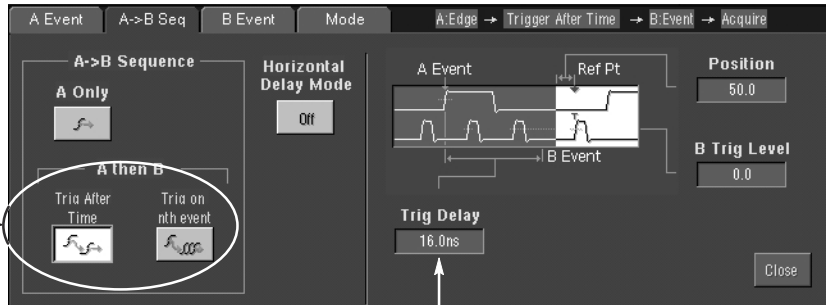 A Event
A->B Seq
B Event
Mode
A:Edge → Trigger After Time → B:Event → Acquire
A->B Sequence
A Only
A then B
Trig After
Time
Trig on
nth event
Horizontal
Delay Mode
Off
A Event
Ref Pt
T
B Event
Trig Delay
16.0ns
Position
50.0
B Trig Level
0.0
Close